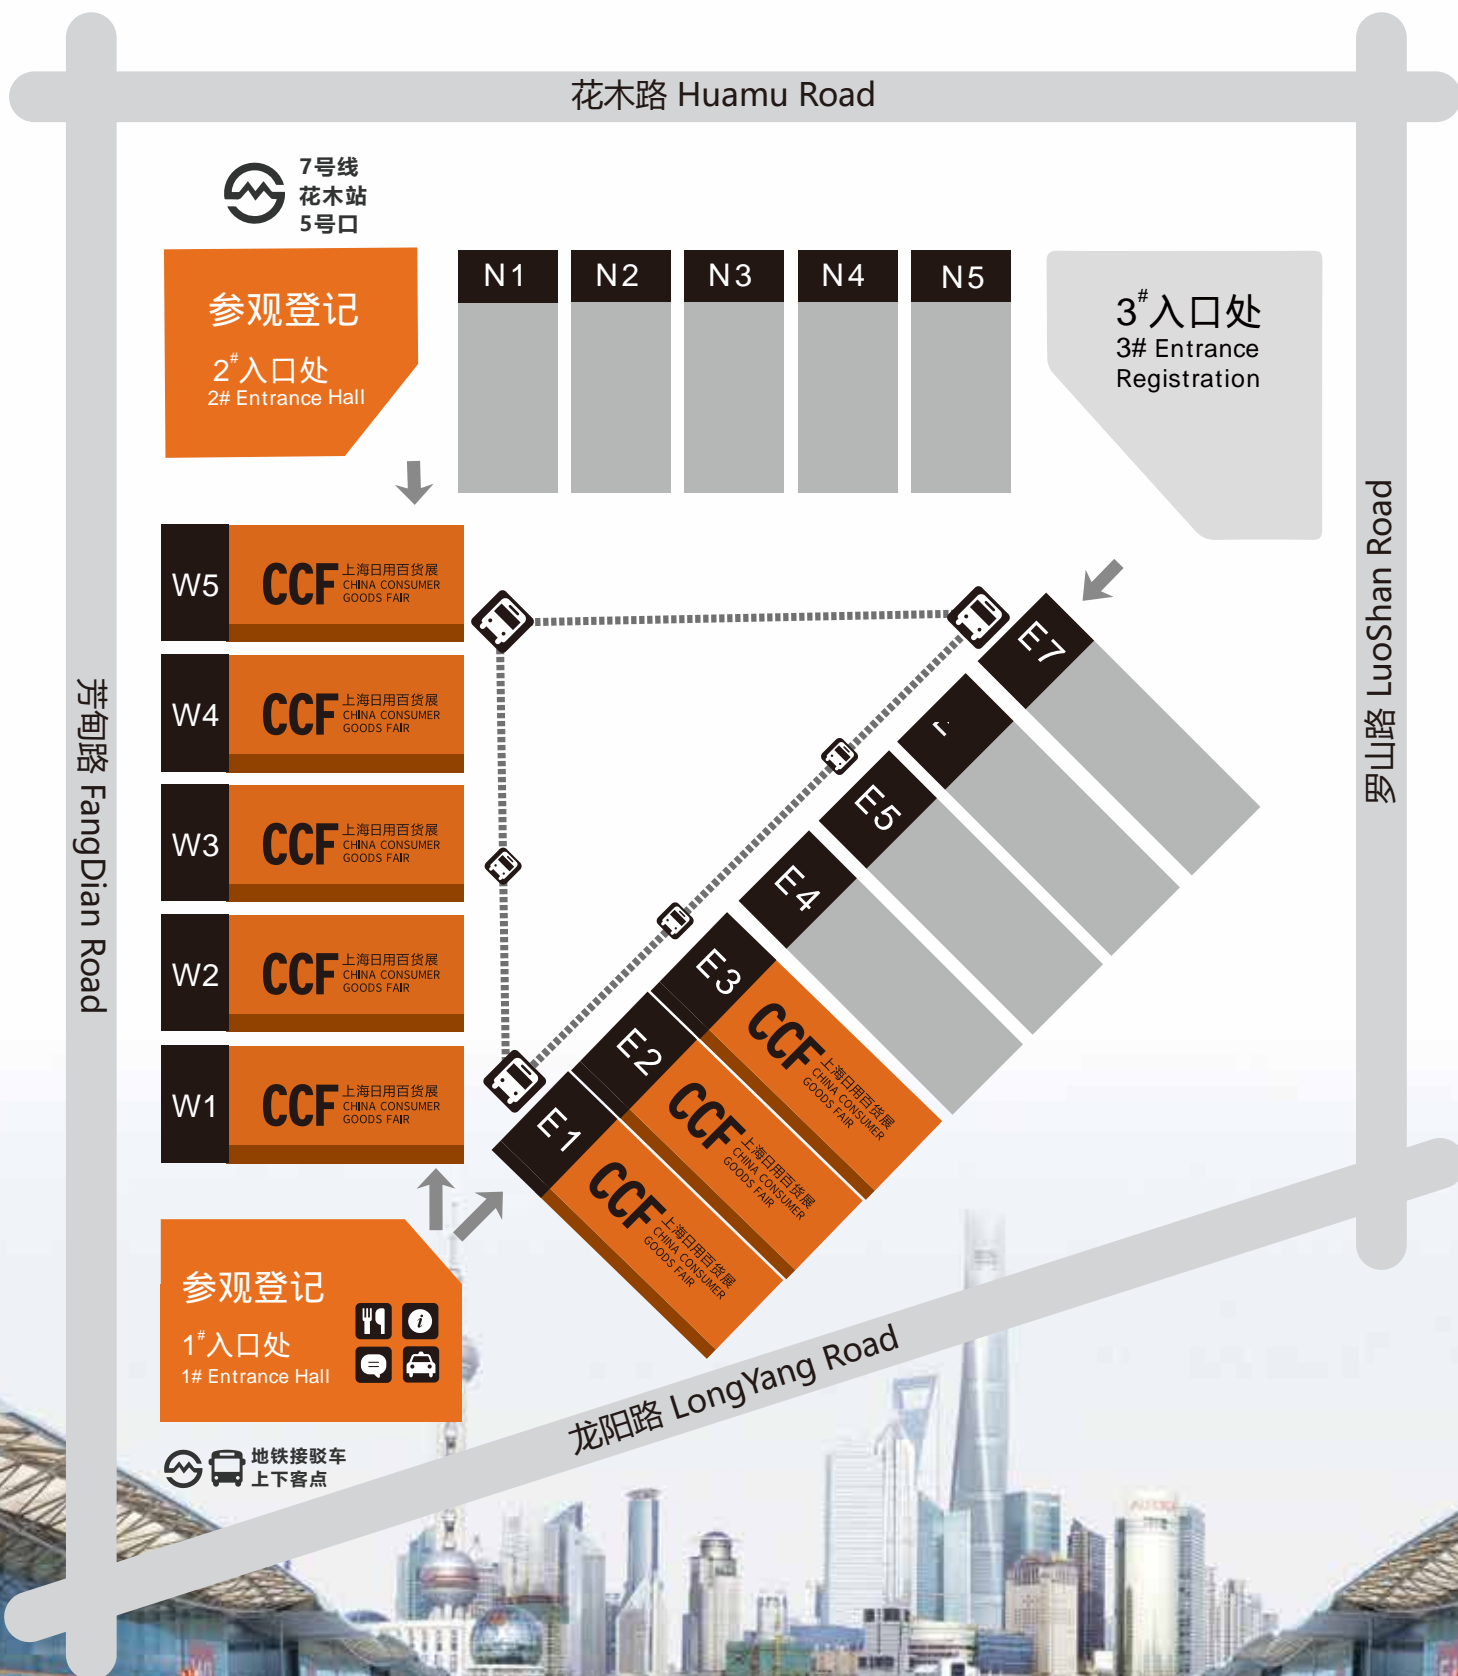 花木路 Huamu Road
7号线
花木站
5号口
参观登记
2#入口处
2# Entrance Hall
N1
N2
N3
N4
N5
3#入口处
3# Entrance
Registration
W5
CCF 上海日用百货展
CHINA CONSUMER
GOODS FAIR
W4
CCF 上海日用百货展
CHINA CONSUMER
GOODS FAIR
W3
CCF 上海日用百货展
CHINA CONSUMER
GOODS FAIR
W2
CCF 上海日用百货展
CHINA CONSUMER
GOODS FAIR
W1
CCF 上海日用百货展
CHINA CONSUMER
GOODS FAIR
芳甸路 FangDian Road
罗山路 LuoShan Road
E7
E5
E4
E3
CCF 上海日用百货展
CHINA CONSUMER
GOODS FAIR
E2
CCF 上海日用百货展
CHINA CONSUMER
GOODS FAIR
E1
CCF 上海日用百货展
CHINA CONSUMER
GOODS FAIR
参观登记
1#入口处
1# Entrance Hall
龙阳路 LongYang Road
地铁接驳车
上下客点